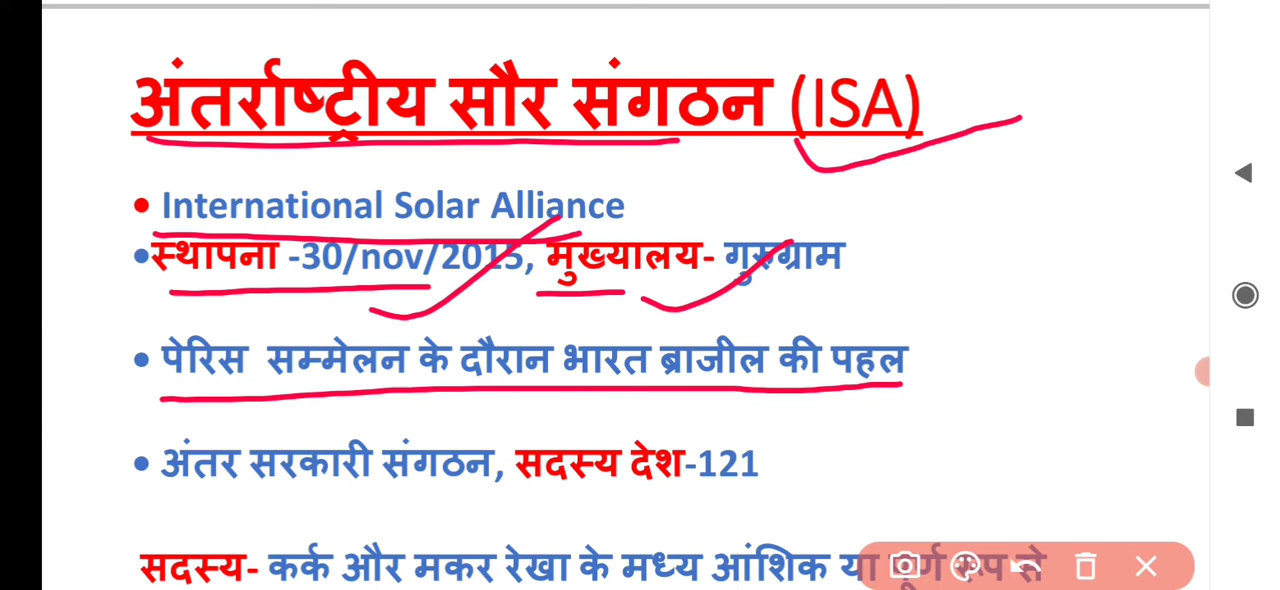 अंतर्राष्ट्रीय सौर संगठन (ISA)
• International Solar Alliance
•स्थापना -30/nov/2015, मुख्यालय- गुरुग्राम
• पेरिस सम्मेलन के दौरान भारत ब्राजील की पहल
• अंतर सरकारी संगठन, सदस्य देश-121
सदस्य- कर्क और मकर रेखा के मध्य आंशिक या पूर्ण रूप से